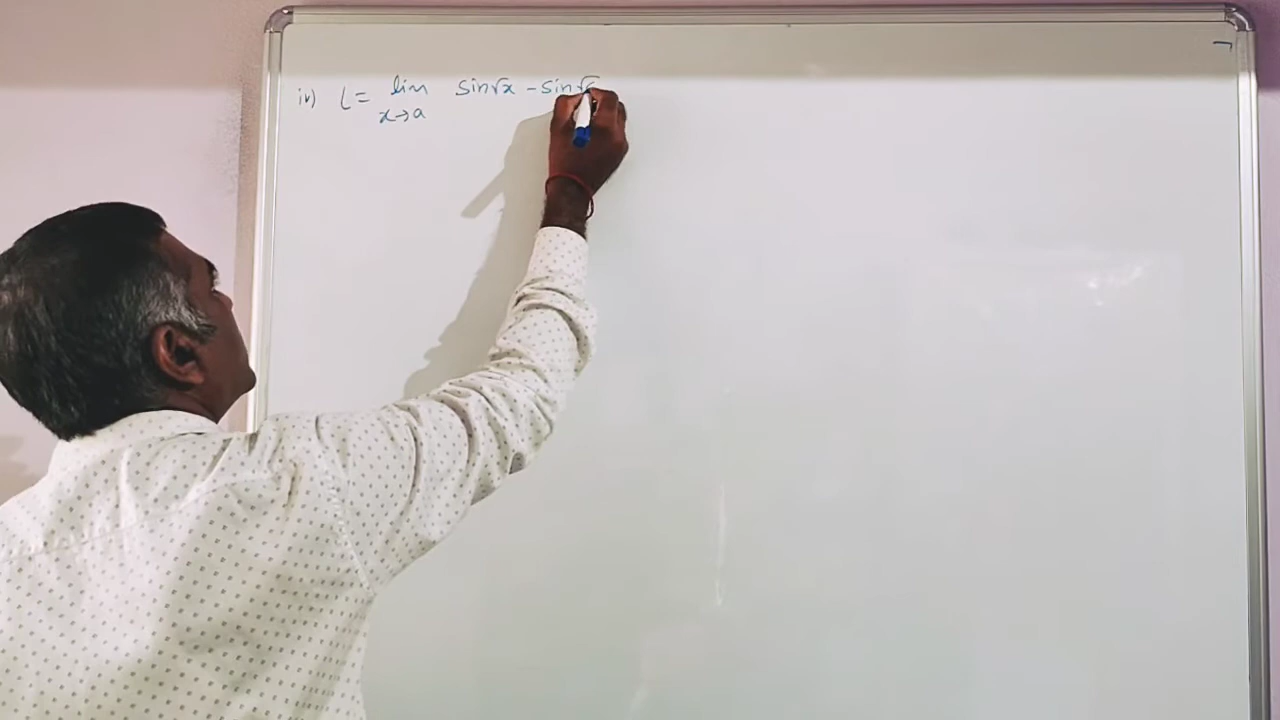 iv) L = lim sin√x - sin√
x→a